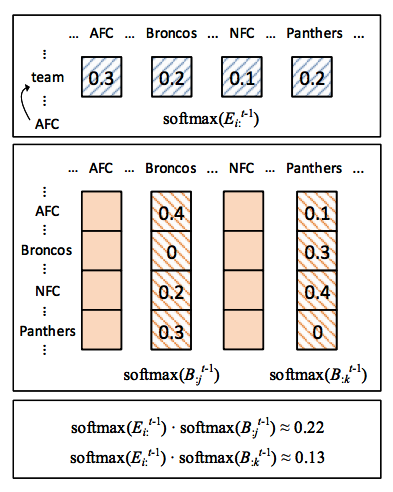 ... AFC ... Broncos ... NFC ... Panthers ...
⋮
team 0.3 0.2 0.1 0.2
⋮
AFC
softmax(E_{i:}^{t-1})
... AFC ... Broncos ... NFC ... Panthers ...
⋮
AFC 0.4 0.1
⋮
Broncos 0 0.3
⋮
NFC 0.2 0.4
⋮
Panthers 0.3 0
⋮
softmax(B_{:j}^{t-1}) softmax(B_{:k}^{t-1})
softmax(E_{i:}^{t-1}) · softmax(B_{:j}^{t-1}) ≈ 0.22
softmax(E_{i:}^{t-1}) · softmax(B_{:k}^{t-1}) ≈ 0.13